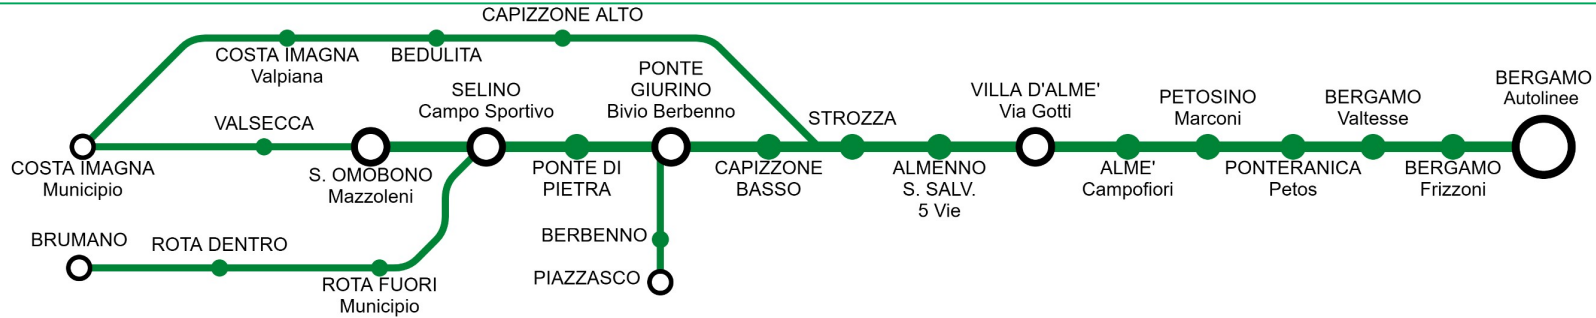 CAPIZZONE ALTO
COSTA IMAGNA
Valpiana
BEDULITA
PONTE
GIURINO
Bivio Berbenno
SELINO
Campo Sportivo
VALSECCA
STROZZA
VILLA D'ALME'
Via Gotti
PETOSINO
Marconi
BERGAMO
Valtesse
BERGAMO
Autolinee
COSTA IMAGNA
Municipio
S. OMOBONO
Mazzoleni
PONTE DI
PIETRA
CAPIZZONE
BASSO
ALMENNO
S. SALV.
5 Vie
ALME'
Campofiori
PONTERANICA
Petos
BERGAMO
Frizzoni
BRUMANO
ROTA DENTRO
ROTA FUORI
Municipio
BERBENNO
PIAZZASCO